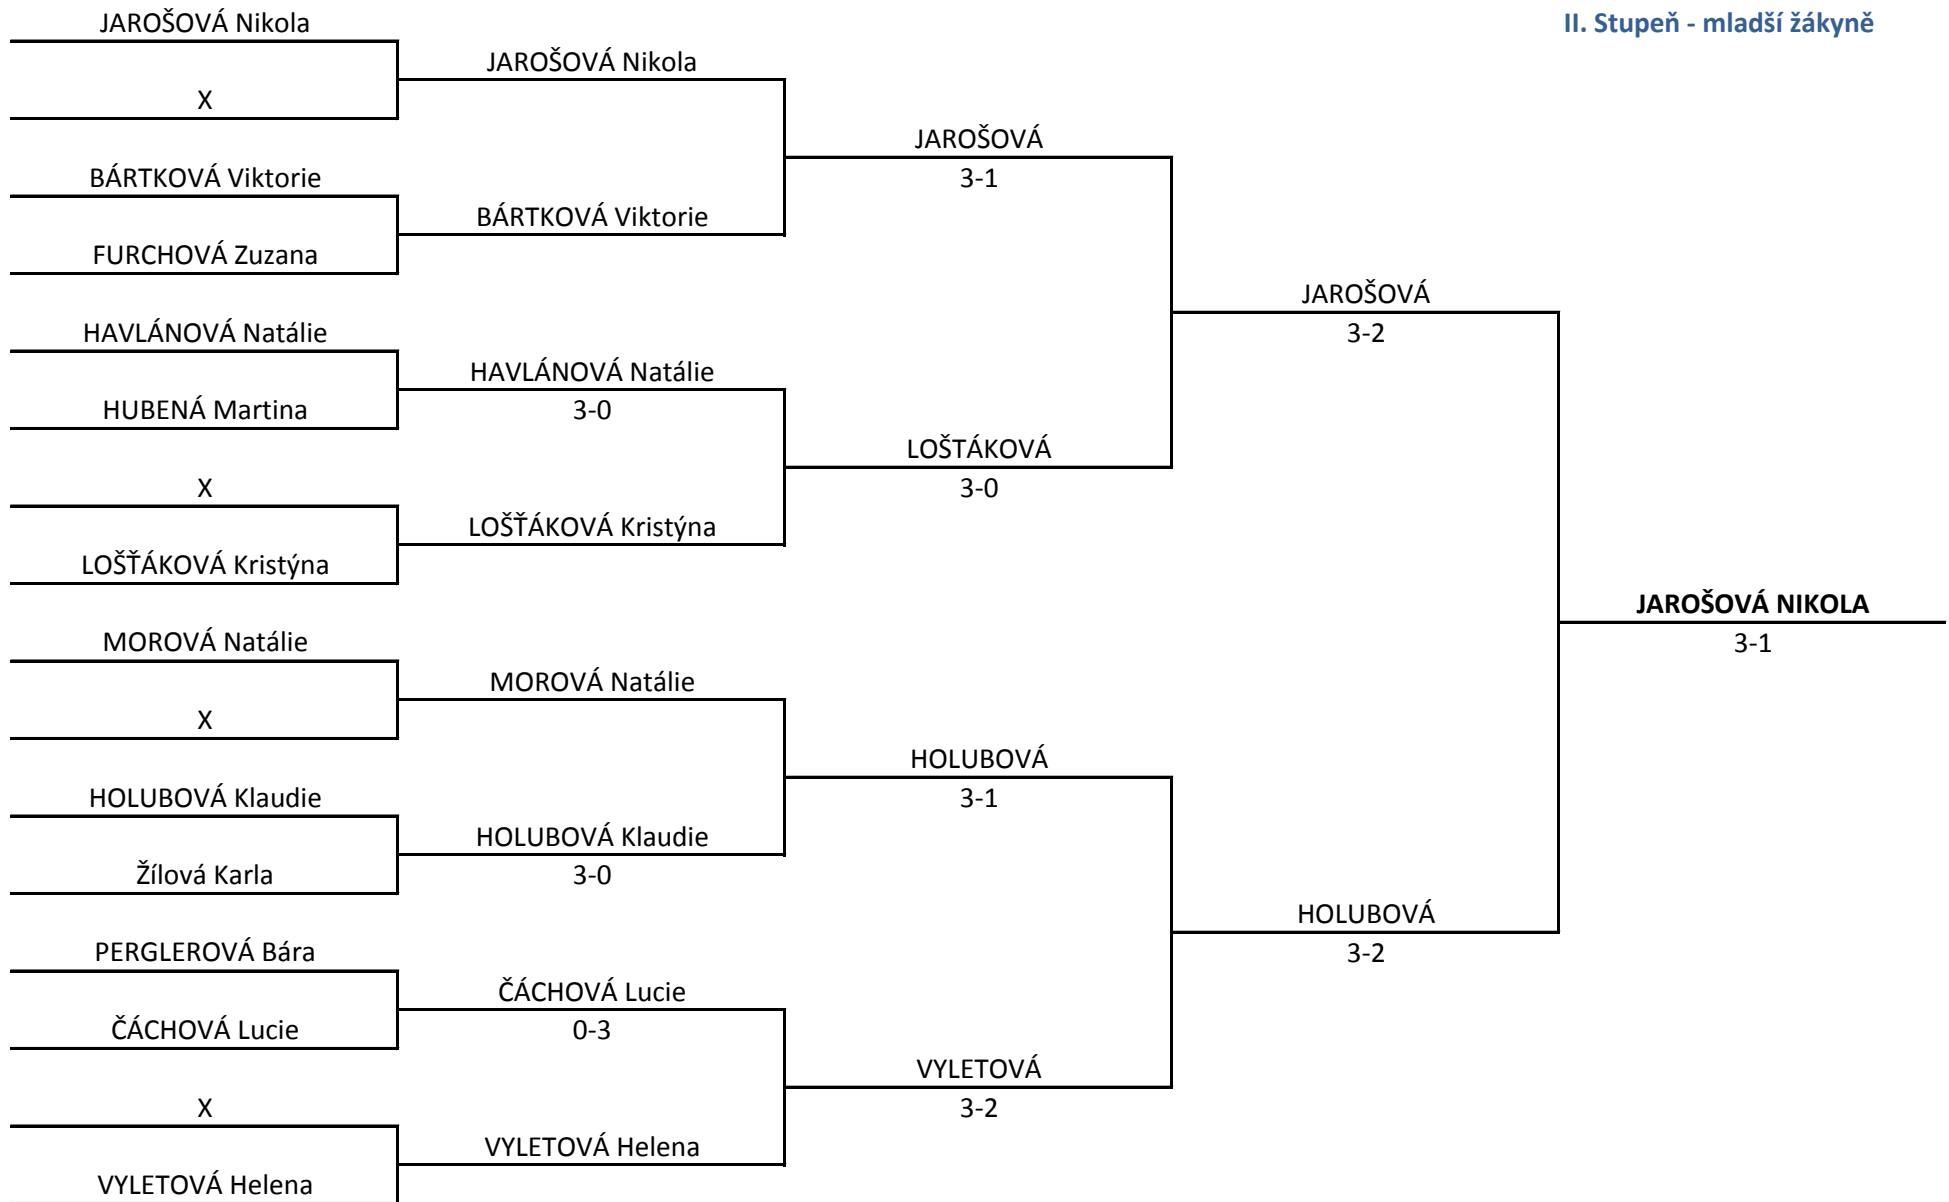 II. Stupeň - mladší žákyně
JAROŠOVÁ Nikola
X
BÁRTKOVÁ Viktorie
FURCHOVÁ Zuzana
HAVLÁNOVÁ Natálie
HUBENÁ Martina
X
LOŠŤÁKOVÁ Kristýna
MOROVÁ Natálie
X
HOLUBOVÁ Klaudie
Žílová Karla
PERGLEROVÁ Bára
ČÁCHOVÁ Lucie
X
VYLETOVÁ Helena
JAROŠOVÁ Nikola
BÁRTKOVÁ Viktorie
HAVLÁNOVÁ Natálie
3-0
LOŠŤÁKOVÁ Kristýna
MOROVÁ Natálie
HOLUBOVÁ Klaudie
3-0
ČÁCHOVÁ Lucie
0-3
VYLETOVÁ Helena
JAROŠOVÁ
3-1
LOŠTÁKOVÁ
3-0
HOLUBOVÁ
3-1
VYLETOVÁ
3-2
JAROŠOVÁ
3-2
HOLUBOVÁ
3-2
JAROŠOVÁ NIKOLA
3-1